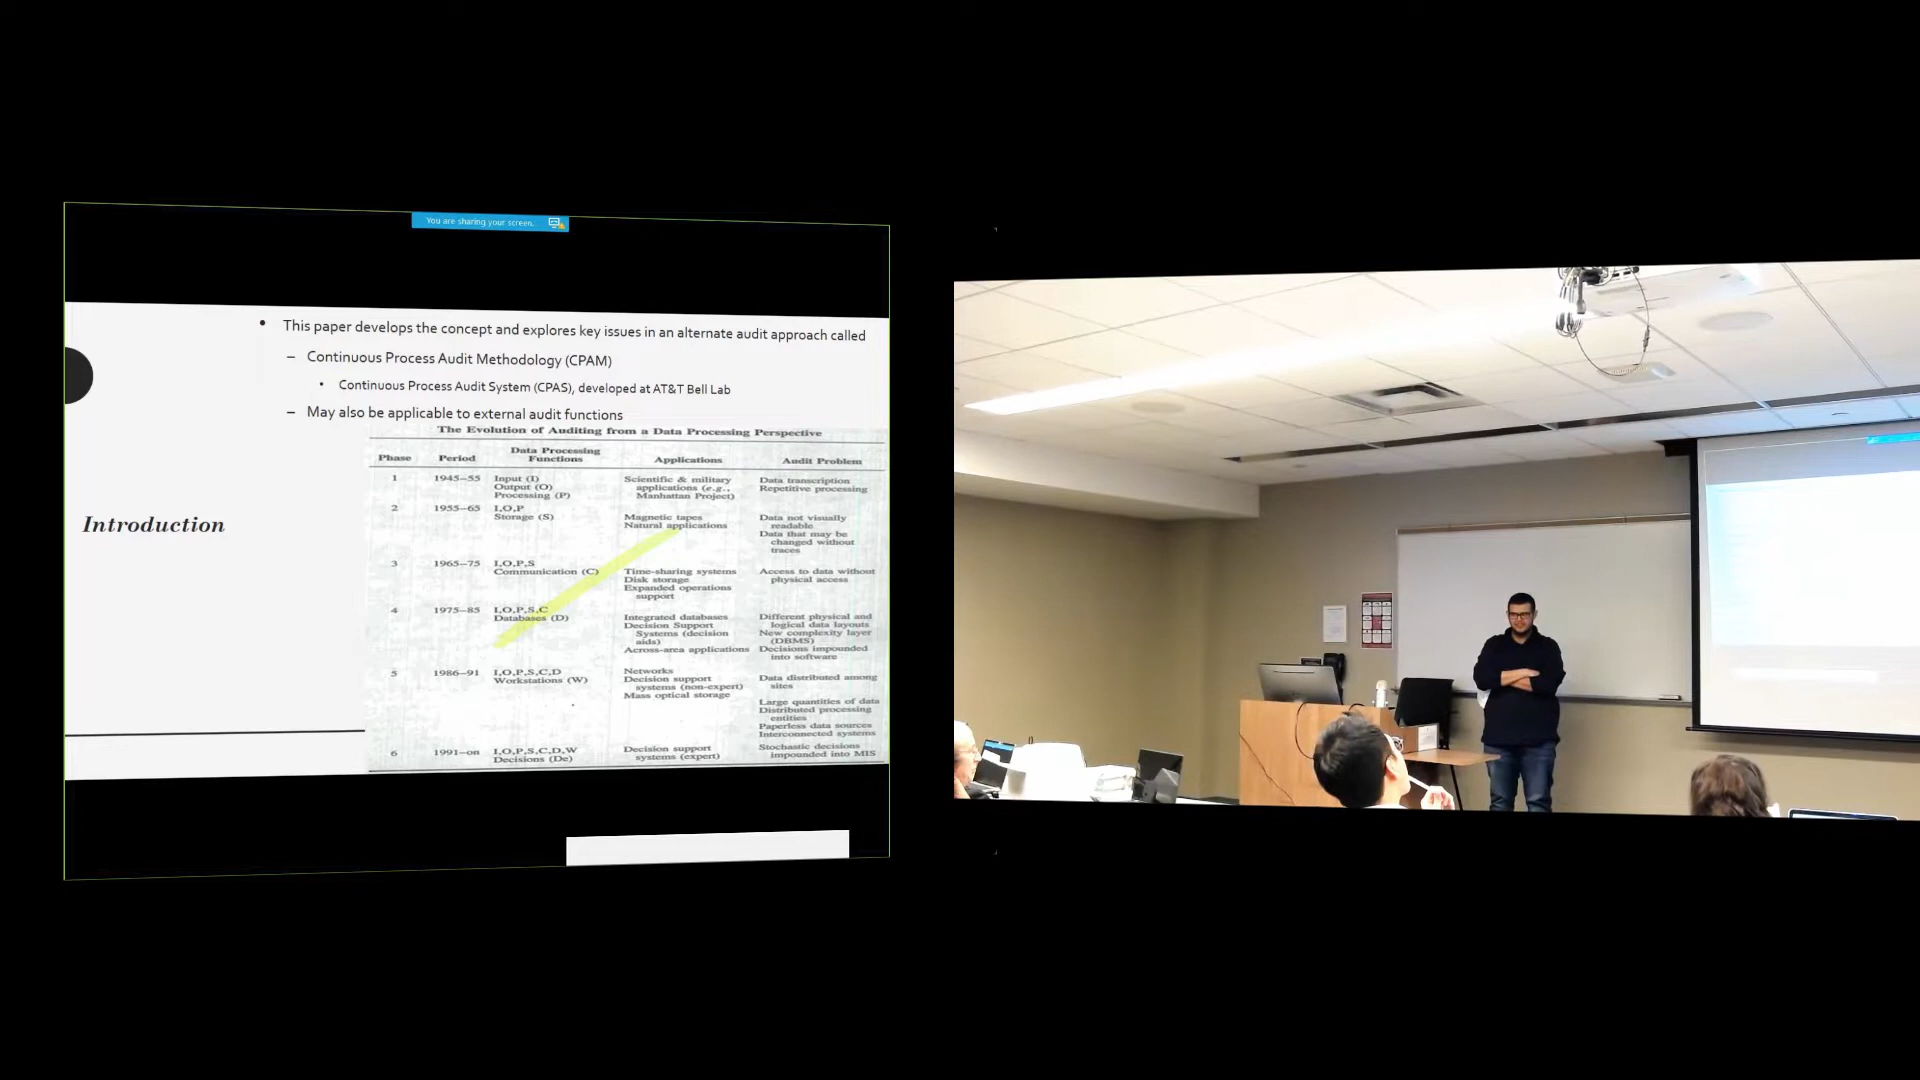 You are sharing your screen.
• This paper develops the concept and explores key issues in an alternate audit approach called
– Continuous Process Audit Methodology (CPAM)
• Continuous Process Audit System (CPAS), developed at AT&T Bell Lab
– May also be applicable to external audit functions
Introduction
The Evolution of Auditing from a Data Processing Perspective
Phase Period Data Processing Functions Applications Audit Problem
1 1945–55 Input (I) Scientific & military Data transcription
Output (O) applications (e.g., Repetitive processing
Processing (P) Manhattan Project)
2 1955–65 I,O,P
Storage (S) Magnetic tapes Data not visually
Natural applications readable
Data that may be
changed without
traces
3 1965–75 I,O,P,S
Communication (C) Time-sharing systems Access to data without
Disk storage physical access
Expanded operations
support
4 1975–85 I,O,P,S,C
Databases (D) Integrated databases Different physical and
Decision Support logical data layouts
Systems (decision New complexity layer
aids) (DBMS)
Across-area applications Decisions impounded
into software
5 1986–91 I,O,P,S,C,D Networks
Workstations (W) Decision support Data distributed among
systems (non-expert) sites
Mass optical storage
Large quantities of data
Distributed processing
entities
Paperless data sources
Interconnected systems
6 1991–on I,O,P,S,C,D,W Decision support Stochastic decisions
Decisions (De) systems (expert) impounded into MIS